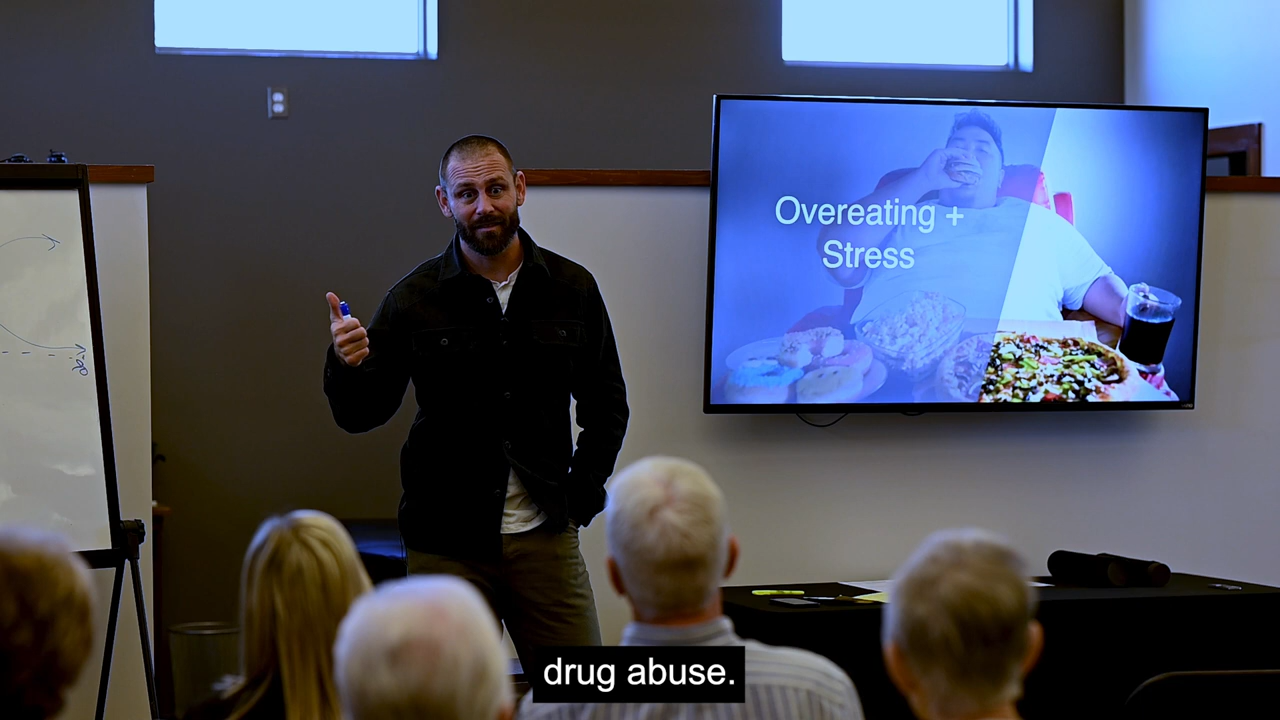 Overeating +
Stress
drug abuse.